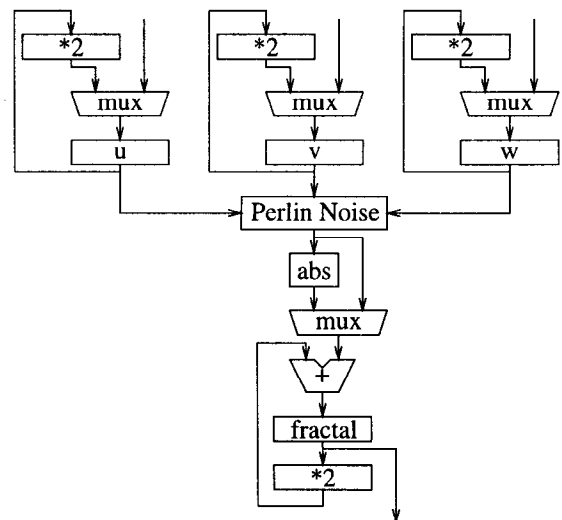 *2 *2 *2
mux mux mux
u v w
Perlin Noise
abs
mux
+
fractal
*2